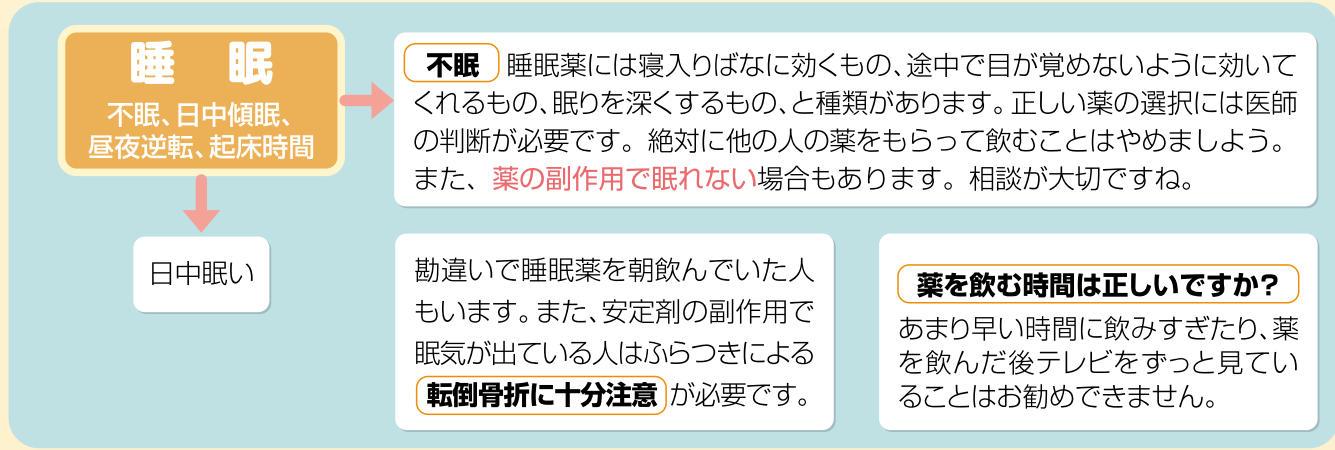 睡 眠
不眠、日中傾眠、
昼夜逆転、起床時間
不眠 睡眠薬には寝入りばなに効くもの、途中で目が覚めないように効いて
くれるもの、眠りを深くするもの、と種類があります。正しい薬の選択には医師
の判断が必要です。絶対に他の人の薬をもらって飲むことはやめましよう。
また、薬の副作用で眠れない場合もあります。相談が大切ですね。
日中眠い
勘違いで睡眠薬を朝飲んでいた人
もいます。また、安定剤の副作用で
眠気が出ている人はふらつきによる
転倒骨折に十分注意が必要です。
薬を飲む時間は正しいですか?
あまり早い時間に飲みすぎたり、薬
を飲んだ後テレビをずっと見てい
ることはお勧めできません。